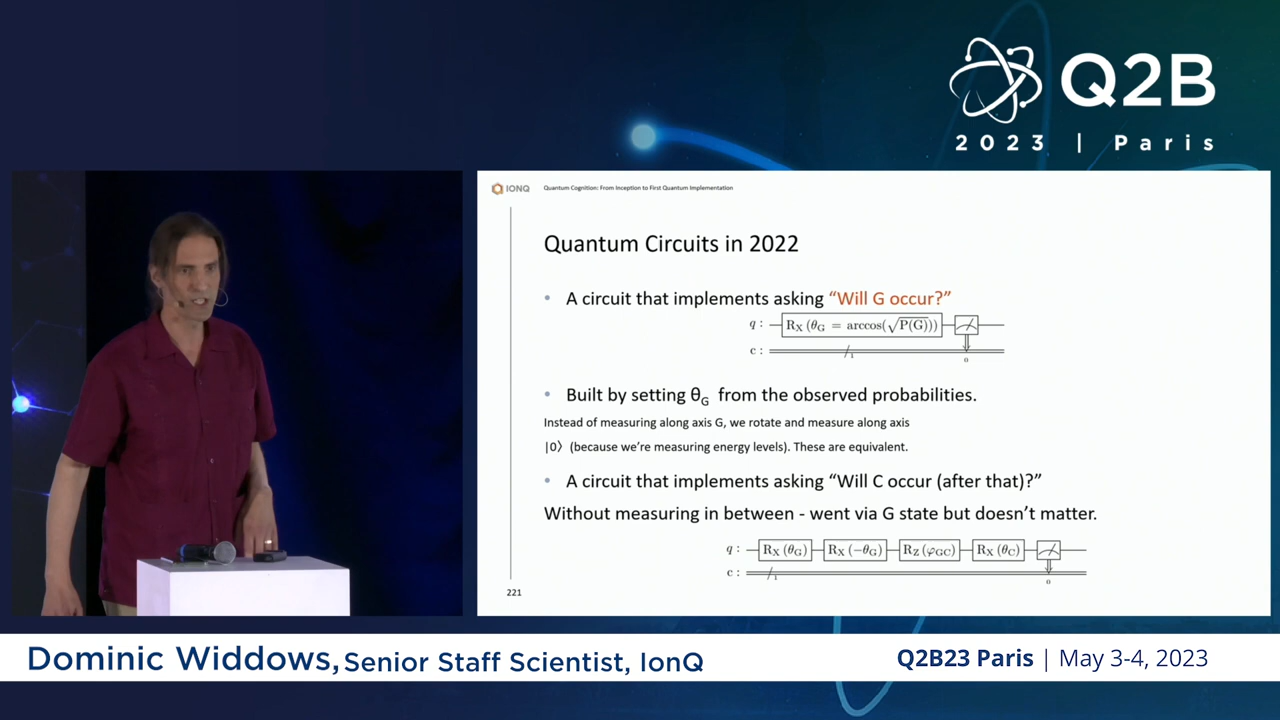 Q2B
2023 | Paris
IONQ
Quantum Cognition: From Inception to First Quantum Implementation
Quantum Circuits in 2022
• A circuit that implements asking “Will G occur?”
q : R_X (θ_G = arccos(√P(G))))
c : 1 0
• Built by setting θ_G from the observed probabilities.
Instead of measuring along axis G, we rotate and measure along axis
|0⟩ (because we’re measuring energy levels). These are equivalent.
• A circuit that implements asking “Will C occur (after that)?”
Without measuring in between - went via G state but doesn’t matter.
q : R_X (θ_G) R_X (−θ_G) R_Z (φ_GC) R_X (θ_C)
c : 1 0
221
Dominic Widdows, Senior Staff Scientist, IonQ
Q2B23 Paris | May 3-4, 2023